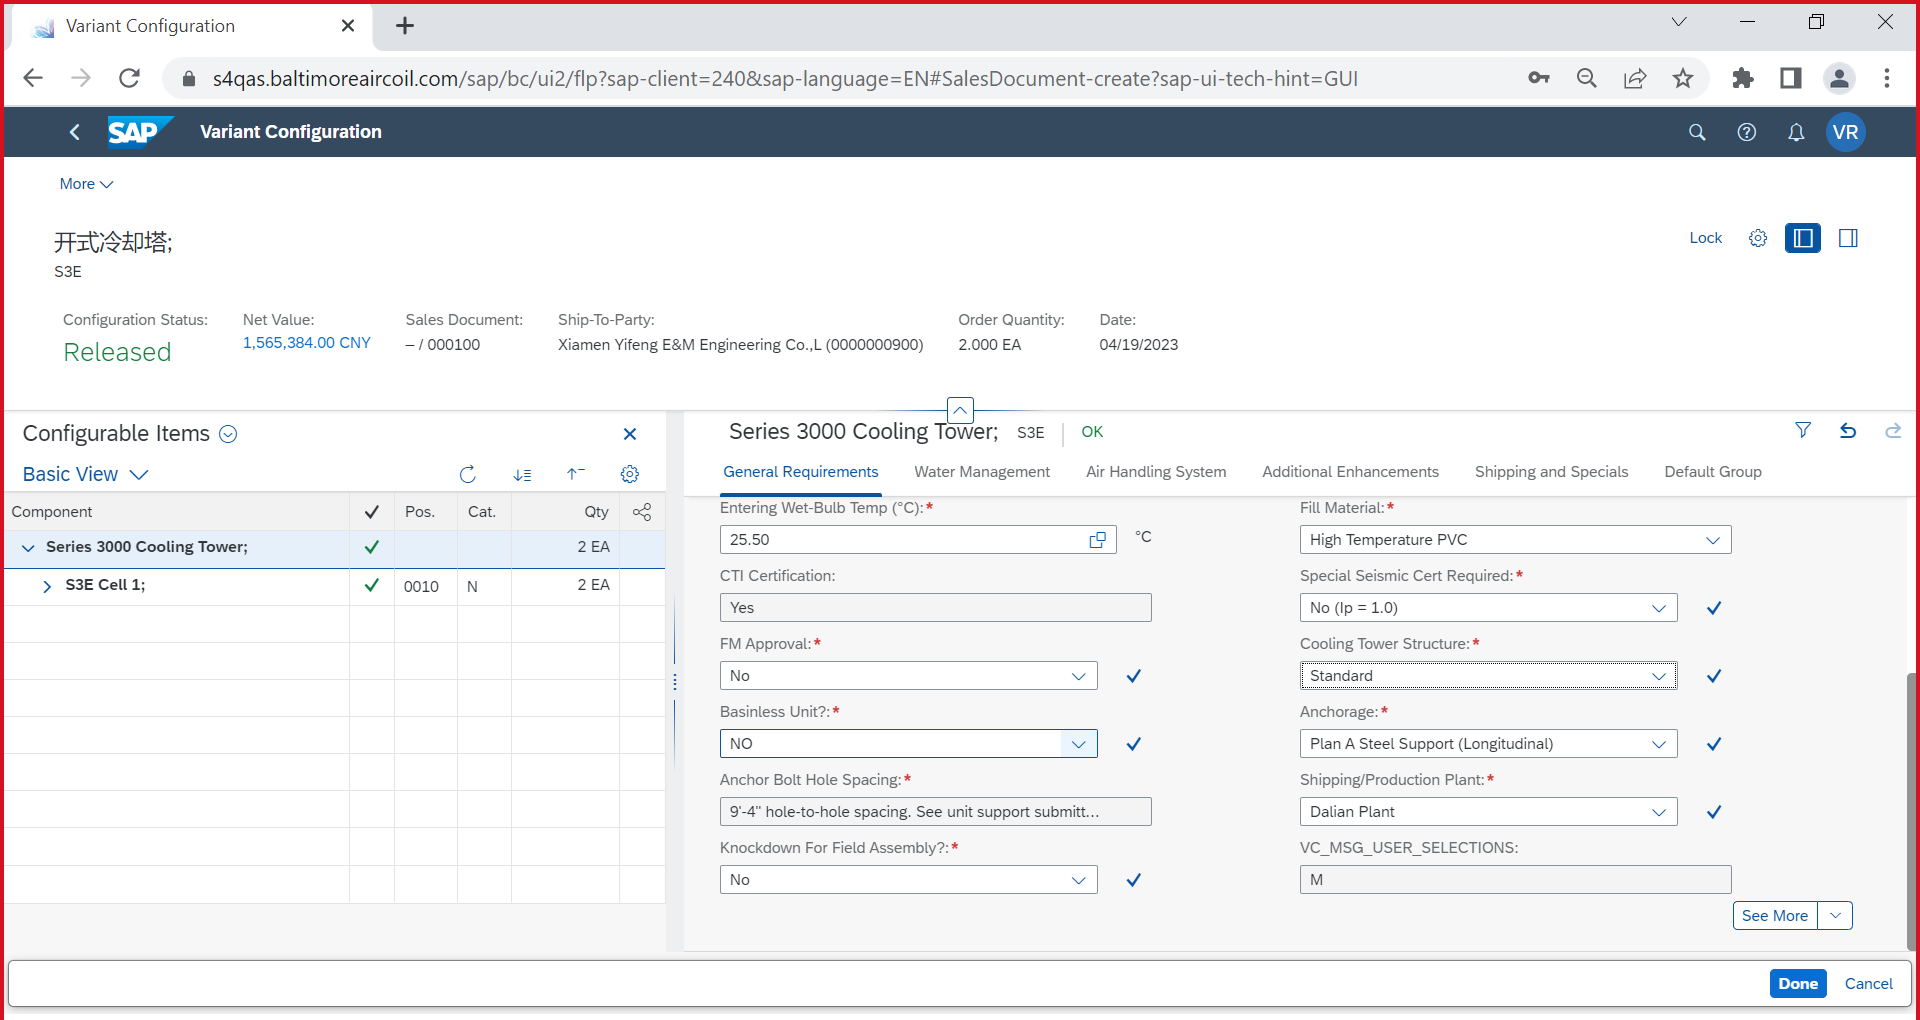 Variant Configuration
s4qas.baltimoreaircoil.com/sap/bc/ui2/flp?sap-client=240&sap-language=EN#SalesDocument-create?sap-ui-tech-hint=GUI
SAP Variant Configuration VR
More
开式冷却塔;
S3E
Lock
Configuration Status: Net Value: Sales Document: Ship-To-Party: Order Quantity: Date:
Released 1,565,384.00 CNY – / 000100 Xiamen Yifeng E&M Engineering Co.,L (0000000900) 2.000 EA 04/19/2023
Configurable Items
Basic View
Component Pos. Cat. Qty
Series 3000 Cooling Tower; 2 EA
S3E Cell 1; 0010 N 2 EA
Series 3000 Cooling Tower; S3E OK
General Requirements Water Management Air Handling System Additional Enhancements Shipping and Specials Default Group
Entering Wet-Bulb Temp (°C):* Fill Material:*
25.50 °C High Temperature PVC
CTI Certification: Special Seismic Cert Required:*
Yes No (Ip = 1.0)
FM Approval:* Cooling Tower Structure:*
No Standard
Basinless Unit?:* Anchorage:*
NO Plan A Steel Support (Longitudinal)
Anchor Bolt Hole Spacing:* Shipping/Production Plant:*
9'-4" hole-to-hole spacing. See unit support submitt... Dalian Plant
Knockdown For Field Assembly?:* VC_MSG_USER_SELECTIONS:
No M
See More
Done Cancel